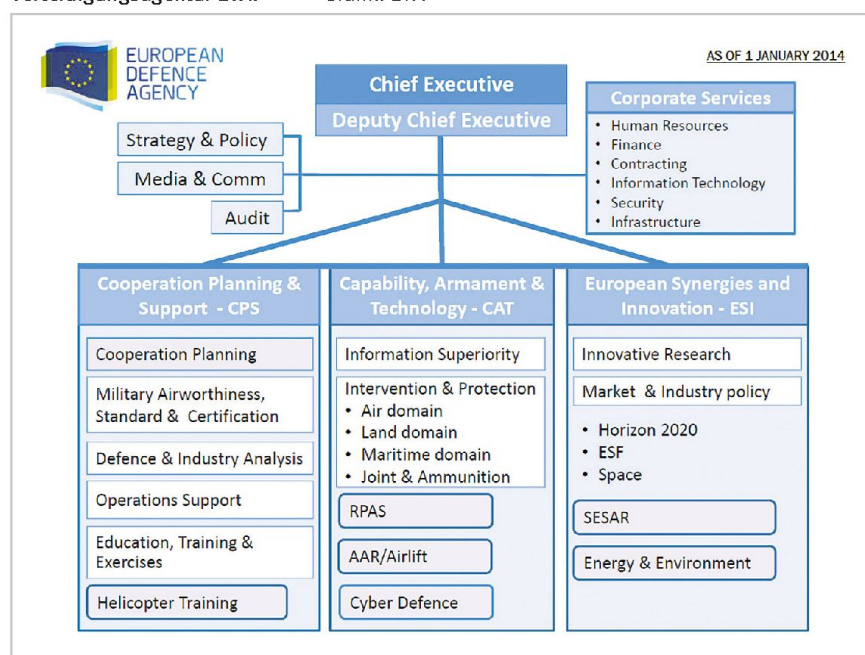 EUROPEAN
DEFENCE
AGENCY
AS OF 1 JANUARY 2014
Chief Executive
Deputy Chief Executive
Strategy & Policy
Media & Comm
Audit
Corporate Services
• Human Resources
• Finance
• Contracting
• Information Technology
• Security
• Infrastructure
Cooperation Planning &
Support - CPS
Cooperation Planning
Military Airworthiness,
Standard & Certification
Defence & Industry Analysis
Operations Support
Education, Training &
Exercises
Helicopter Training
Capability, Armament &
Technology - CAT
Information Superiority
Intervention & Protection
• Air domain
• Land domain
• Maritime domain
• Joint & Ammunition
RPAS
AAR/Airlift
Cyber Defence
European Synergies and
Innovation - ESI
Innovative Research
Market & Industry policy
• Horizon 2020
• ESF
• Space
SESAR
Energy & Environment